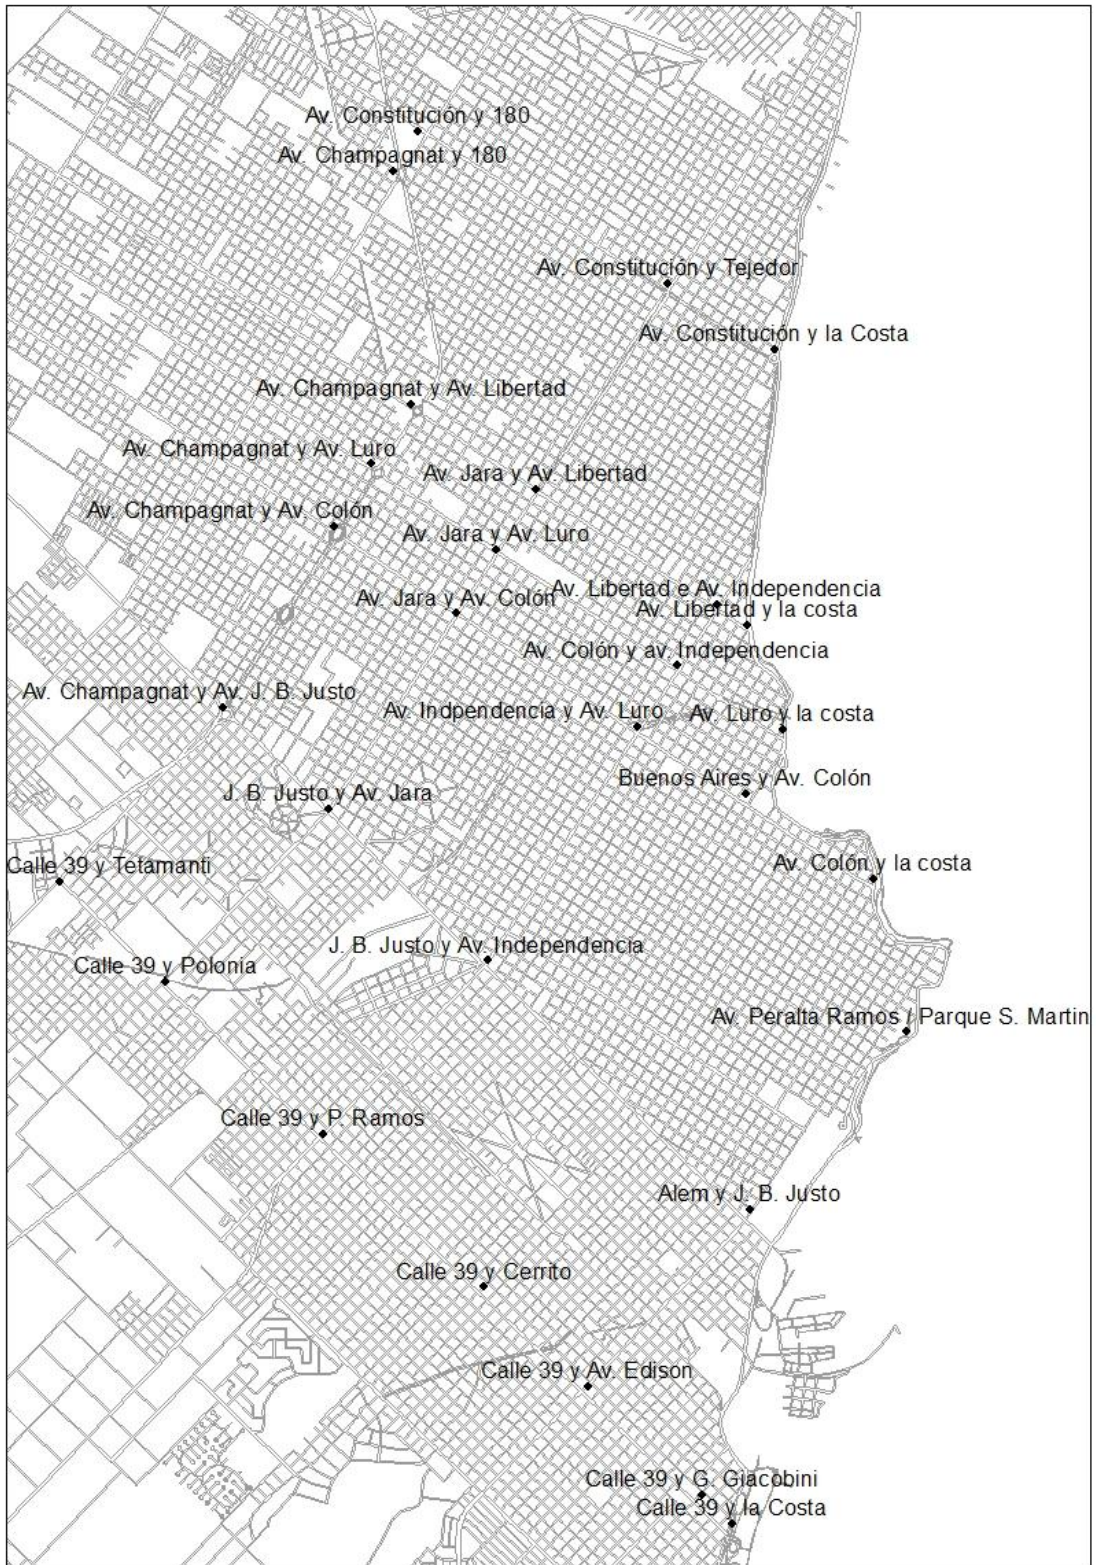 Av. Constitución y 180
Av. Champagnat y 180
Av. Constitución y Tejedor
Av. Constitución y la Costa
Av. Champagnat y Av. Libertad
Av. Champagnat y Av. Luro
Av. Jara y Av. Libertad
Av. Champagnat y Av. Colón
Av. Jara y Av. Luro
Av. Libertad e Av. Independencia
Av. Jara y Av. Colón
Av. Libertad y la costa
Av. Colón y av. Independencia
Av. Champagnat y Av. J. B. Justo
Av. Indpendencia y Av. Luro
Av. Luro y la costa
Buenos Aires y Av. Colón
J. B. Justo y Av. Jara
Calle 39 y Tetamanti
Av. Colón y la costa
J. B. Justo y Av. Independencia
Calle 39 y Polonia
Av. Peralta Ramos / Parque S. Martin
Calle 39 y P. Ramos
Alem y J. B. Justo
Calle 39 y Cerrito
Calle 39 y Av. Edison
Calle 39 y G. Giacobini
Calle 39 y la Costa